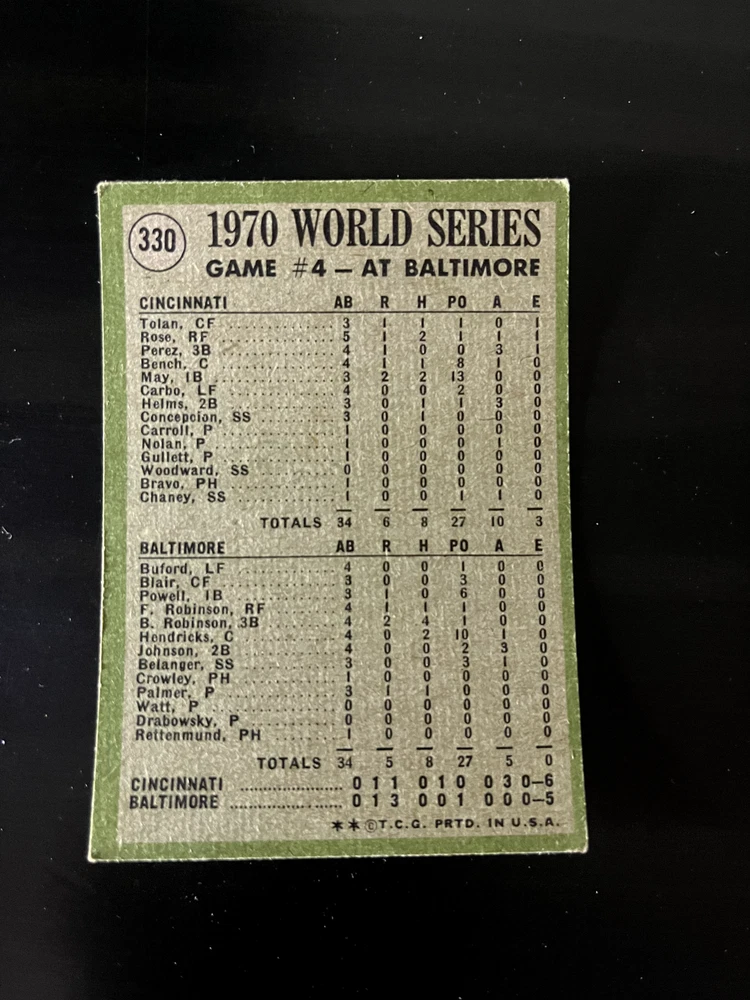 330
1970 WORLD SERIES
GAME #4 – AT BALTIMORE
CINCINNATI AB R H PO A E
Tolan, CF 3 1 1 1 0 1
Rose, RF 5 1 2 1 1 1
Perez, 3B 4 1 0 0 3 1
Bench, C 4 1 1 8 1 0
May, 1B 3 2 2 13 0 0
Carbo, LF 4 0 0 2 0 0
Helms, 2B 3 0 1 1 3 0
Concepcion, SS 3 0 1 0 0 0
Carroll, P 1 0 0 0 0 0
Nolan, P 1 0 0 0 1 0
Gullett, P 1 0 0 0 0 0
Woodward, SS 0 0 0 0 0 0
Bravo, PH 1 0 0 0 0 0
Chaney, SS 1 0 0 1 1 0
TOTALS 34 6 8 27 10 3
BALTIMORE AB R H PO A E
Buford, LF 4 0 0 1 0 0
Blair, CF 3 0 0 3 0 0
Powell, 1B 3 1 0 6 0 0
F. Robinson, RF 4 1 1 1 0 0
B. Robinson, 3B 4 2 4 1 0 0
Hendricks, C 4 0 2 10 1 0
Johnson, 2B 4 0 0 2 3 0
Belanger, SS 3 0 0 3 1 0
Crowley, PH 1 0 0 0 0 0
Palmer, P 3 1 1 0 0 0
Watt, P 0 0 0 0 0 0
Drabowsky, P 0 0 0 0 0 0
Rettenmund, PH 1 0 0 0 0 0
TOTALS 34 5 8 27 5 0
CINCINNATI 0 1 1 0 1 0 0 3 0–6
BALTIMORE 0 1 3 0 0 1 0 0 0–5
**©T.C.G. PRTD. IN U.S.A.